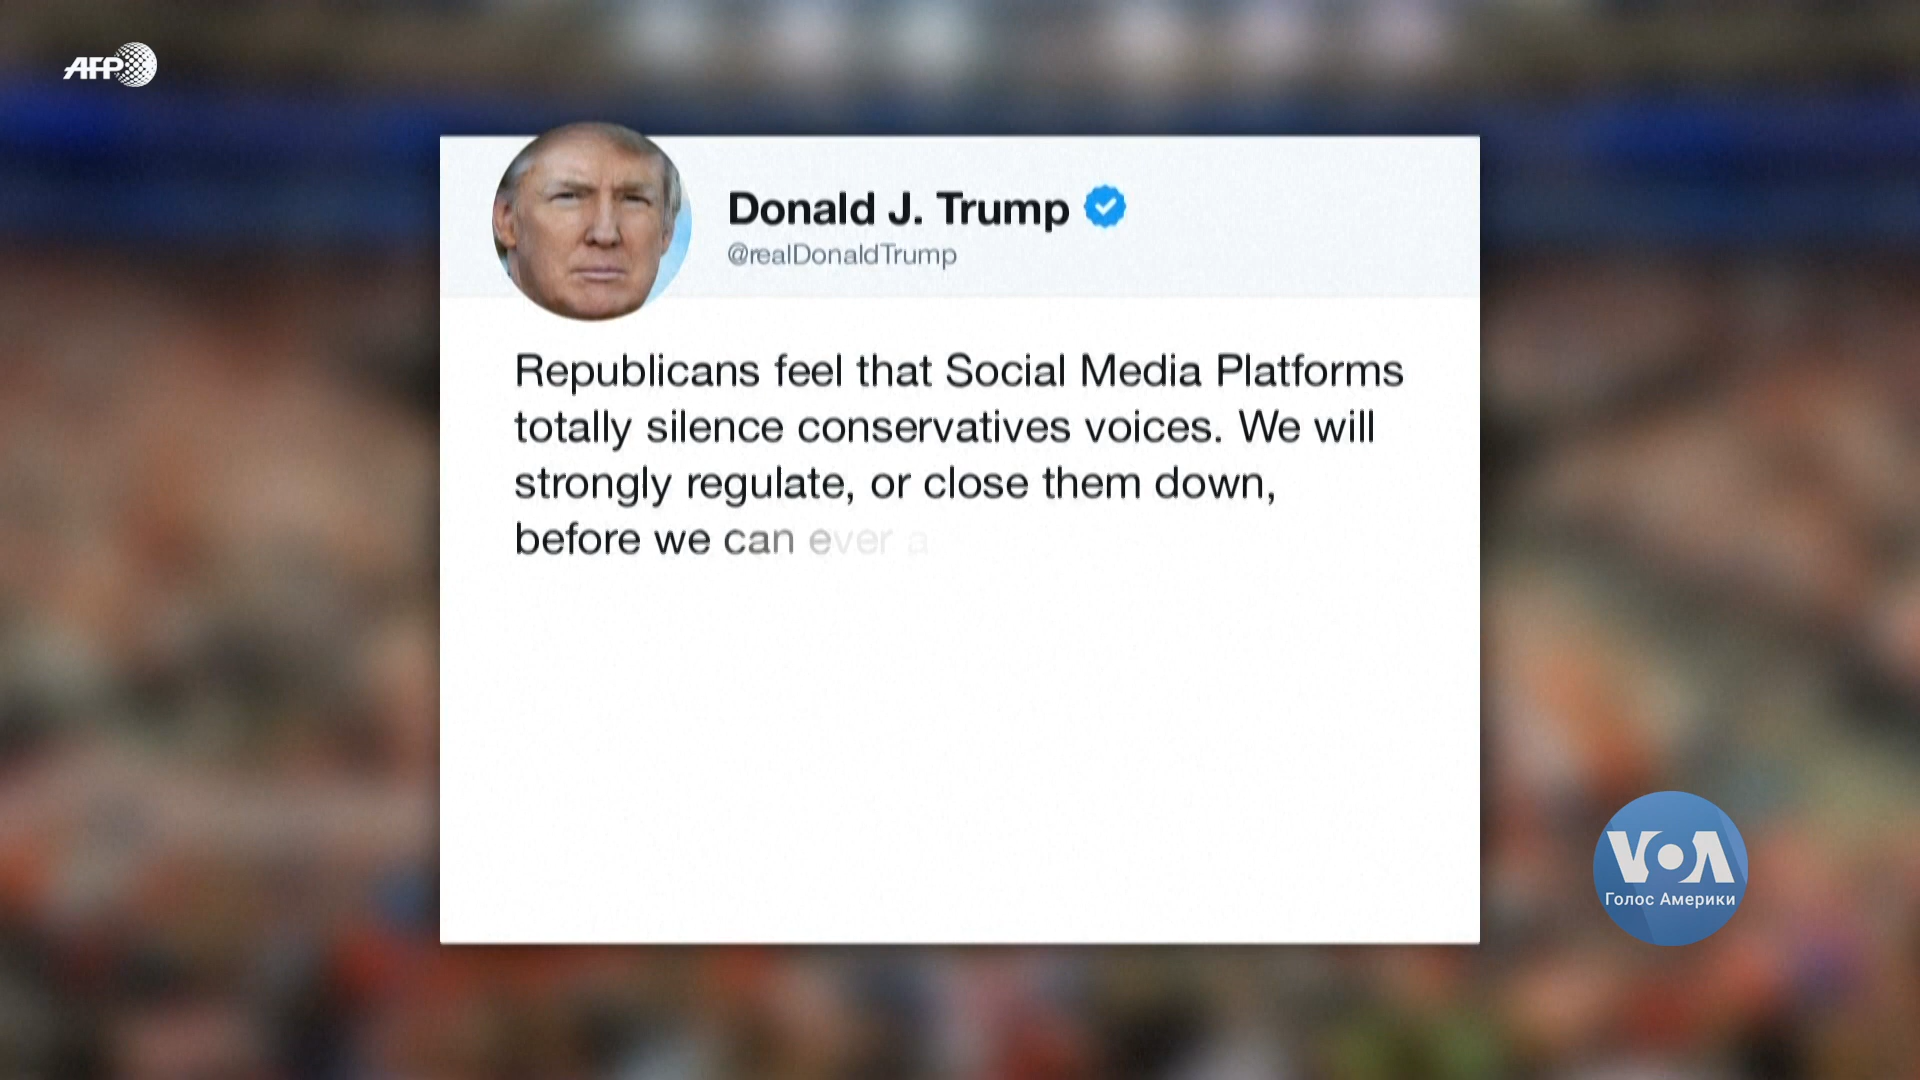 AFP
Donald J. Trump
@realDonaldTrump
Republicans feel that Social Media Platforms
totally silence conservatives voices. We will
strongly regulate, or close them down,
before we can ever a
VOA
Голос Америки